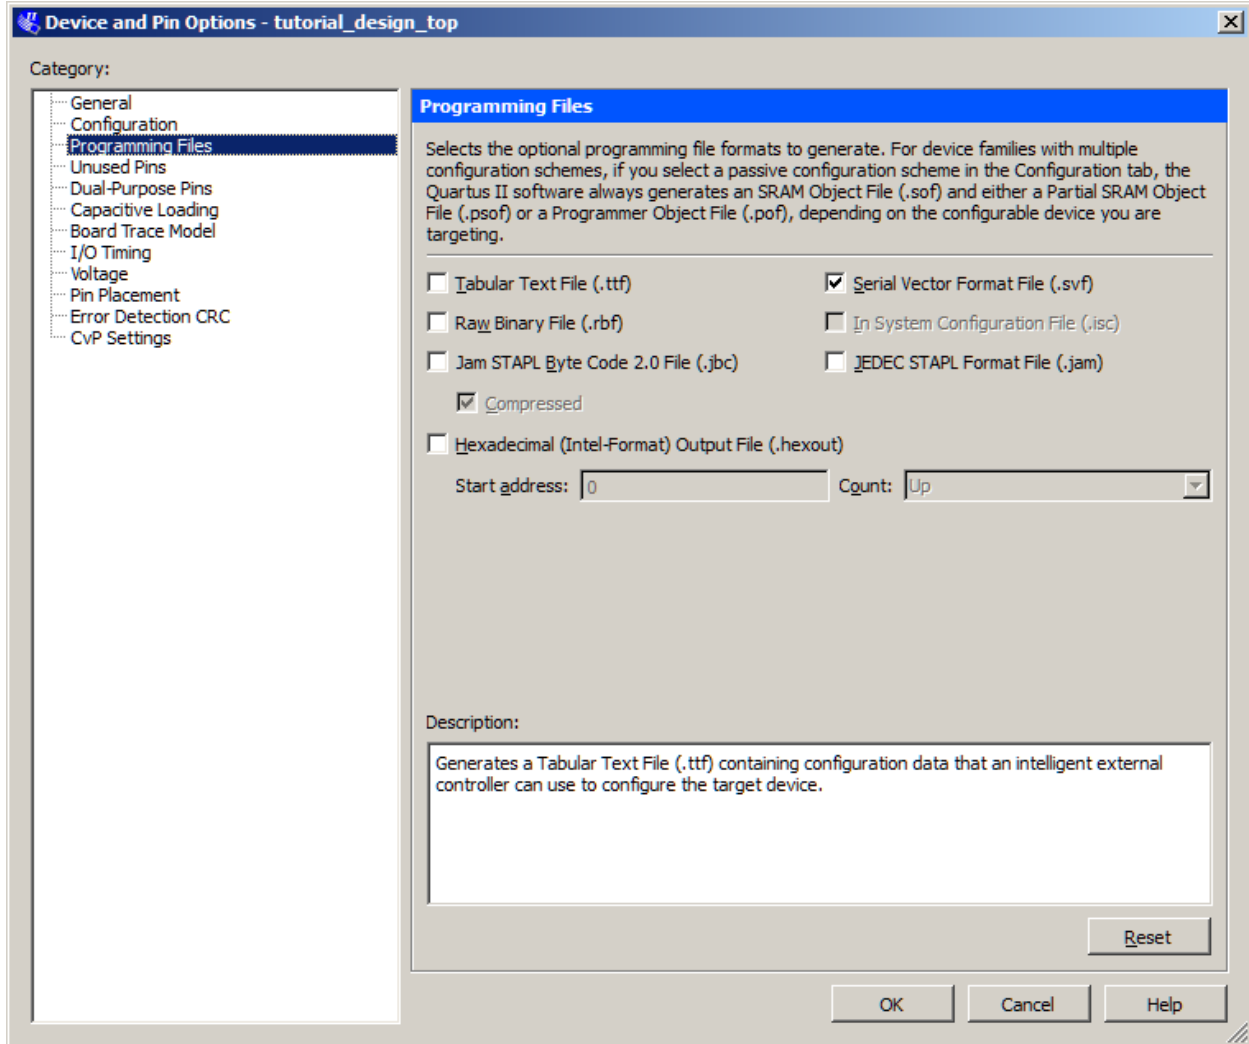 Device and Pin Options - tutorial_design_top
Category:
General
Configuration
Programming Files
Unused Pins
Dual-Purpose Pins
Capacitive Loading
Board Trace Model
I/O Timing
Voltage
Pin Placement
Error Detection CRC
CvP Settings
Programming Files
Selects the optional programming file formats to generate. For device families with multiple
configuration schemes, if you select a passive configuration scheme in the Configuration tab, the
Quartus II software always generates an SRAM Object File (.sof) and either a Partial SRAM Object
File (.psof) or a Programmer Object File (.pof), depending on the configurable device you are
targeting.
Tabular Text File (.ttf)
Serial Vector Format File (.svf)
Raw Binary File (.rbf)
In System Configuration File (.isc)
Jam STAPL Byte Code 2.0 File (.jbc)
JEDEC STAPL Format File (.jam)
Compressed
Hexadecimal (Intel-Format) Output File (.hexout)
Start address: 0 Count: Up
Description:
Generates a Tabular Text File (.ttf) containing configuration data that an intelligent external
controller can use to configure the target device.
Reset
OK Cancel Help